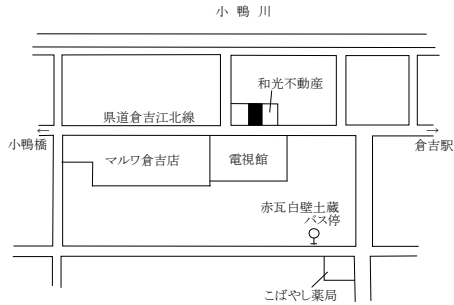 小鴨川
和光不動産
県道倉吉江北線
←
小鴨橋
→
倉吉駅
マルワ倉吉店
電視館
赤瓦白壁土蔵
バス停
こばやし薬局